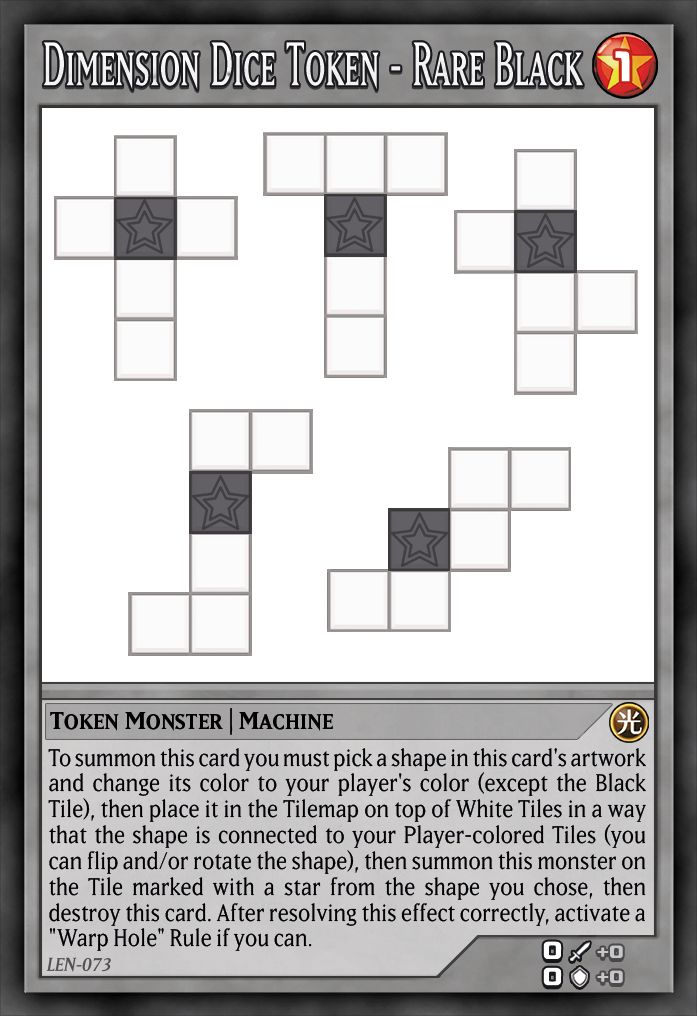 DIMENSION DICE TOKEN - RARE BLACK
1
TOKEN MONSTER | MACHINE
光
To summon this card you must pick a shape in this card's artwork
and change its color to your player's color (except the Black
Tile), then place it in the Tilemap on top of White Tiles in a way
that the shape is connected to your Player-colored Tiles (you
can flip and/or rotate the shape), then summon this monster on
the Tile marked with a star from the shape you chose, then
destroy this card. After resolving this effect correctly, activate a
"Warp Hole" Rule if you can.
LEN-073
0 +0
0 +0